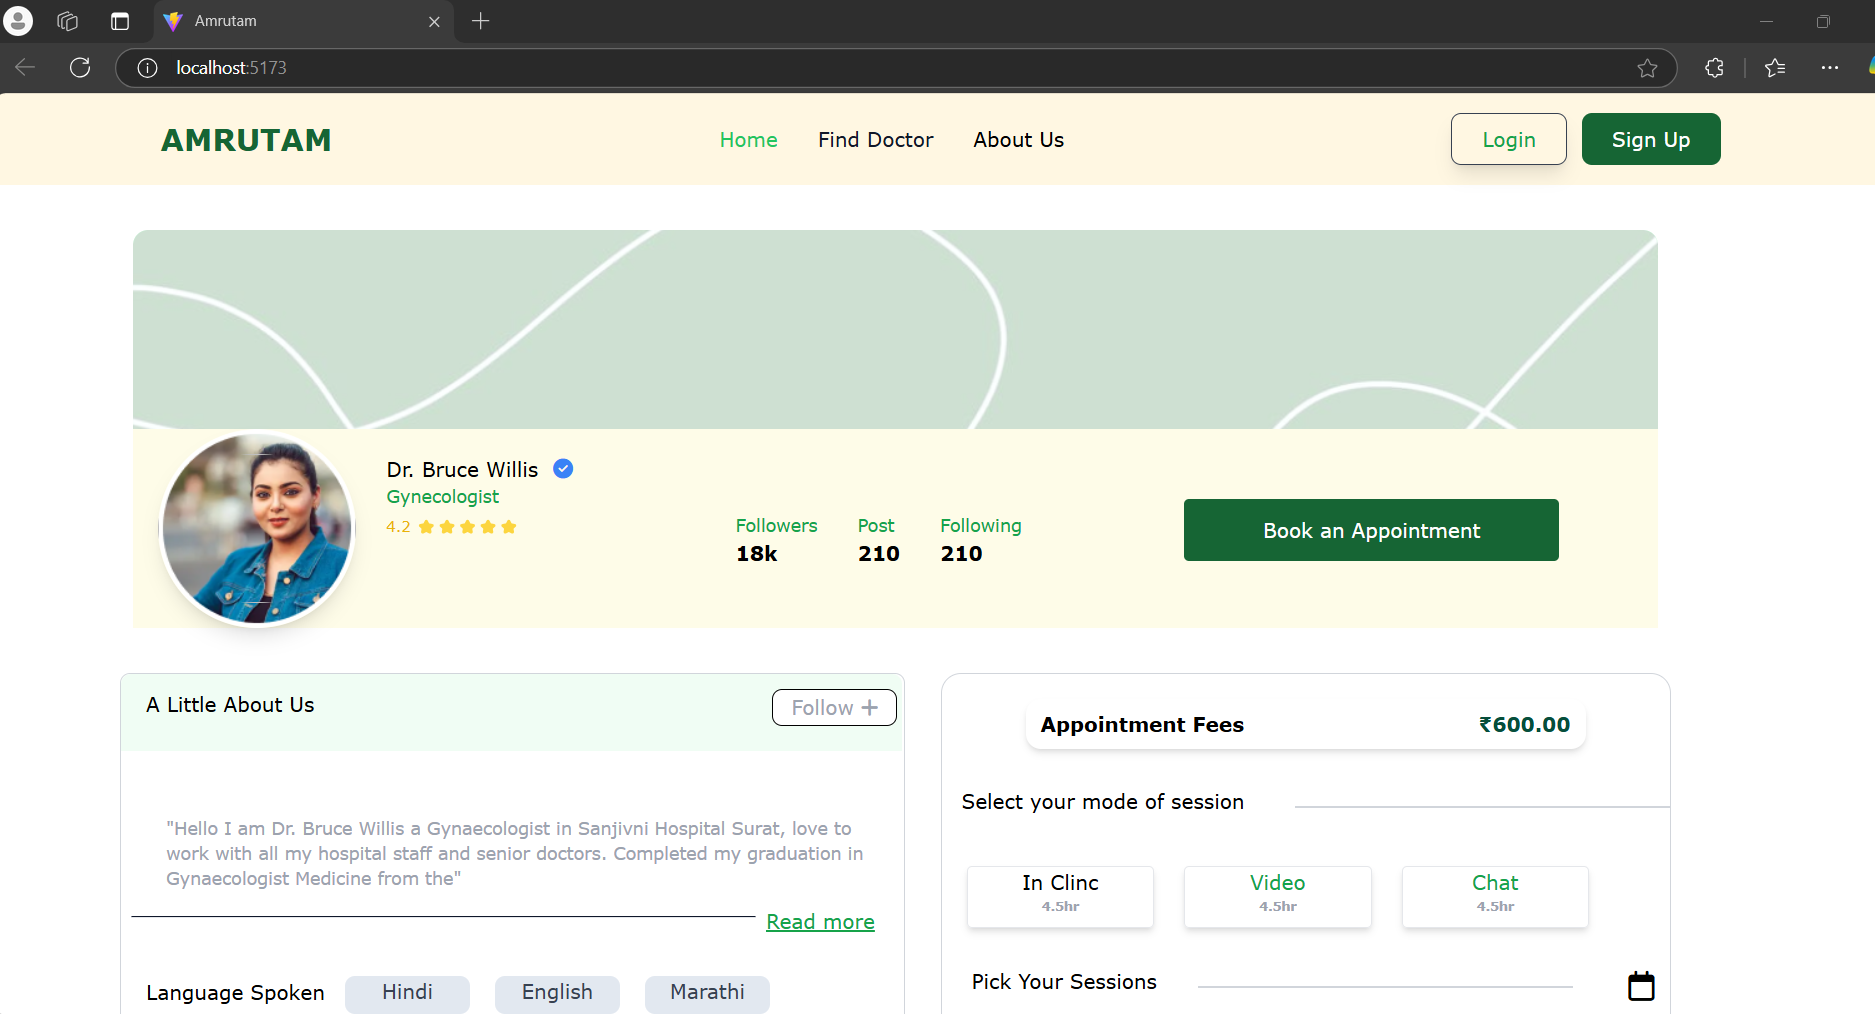 Amrutam
localhost:5173
AMRUTAM
Home Find Doctor About Us
Login Sign Up
Dr. Bruce Willis
Gynecologist
4.2
Followers Post Following
18k 210 210
Book an Appointment
A Little About Us
Follow +
"Hello I am Dr. Bruce Willis a Gynaecologist in Sanjivni Hospital Surat, love to
work with all my hospital staff and senior doctors. Completed my graduation in
Gynaecologist Medicine from the"
Read more
Language Spoken Hindi English Marathi
Appointment Fees ₹600.00
Select your mode of session
In Clinc Video Chat
4.5hr 4.5hr 4.5hr
Pick Your Sessions